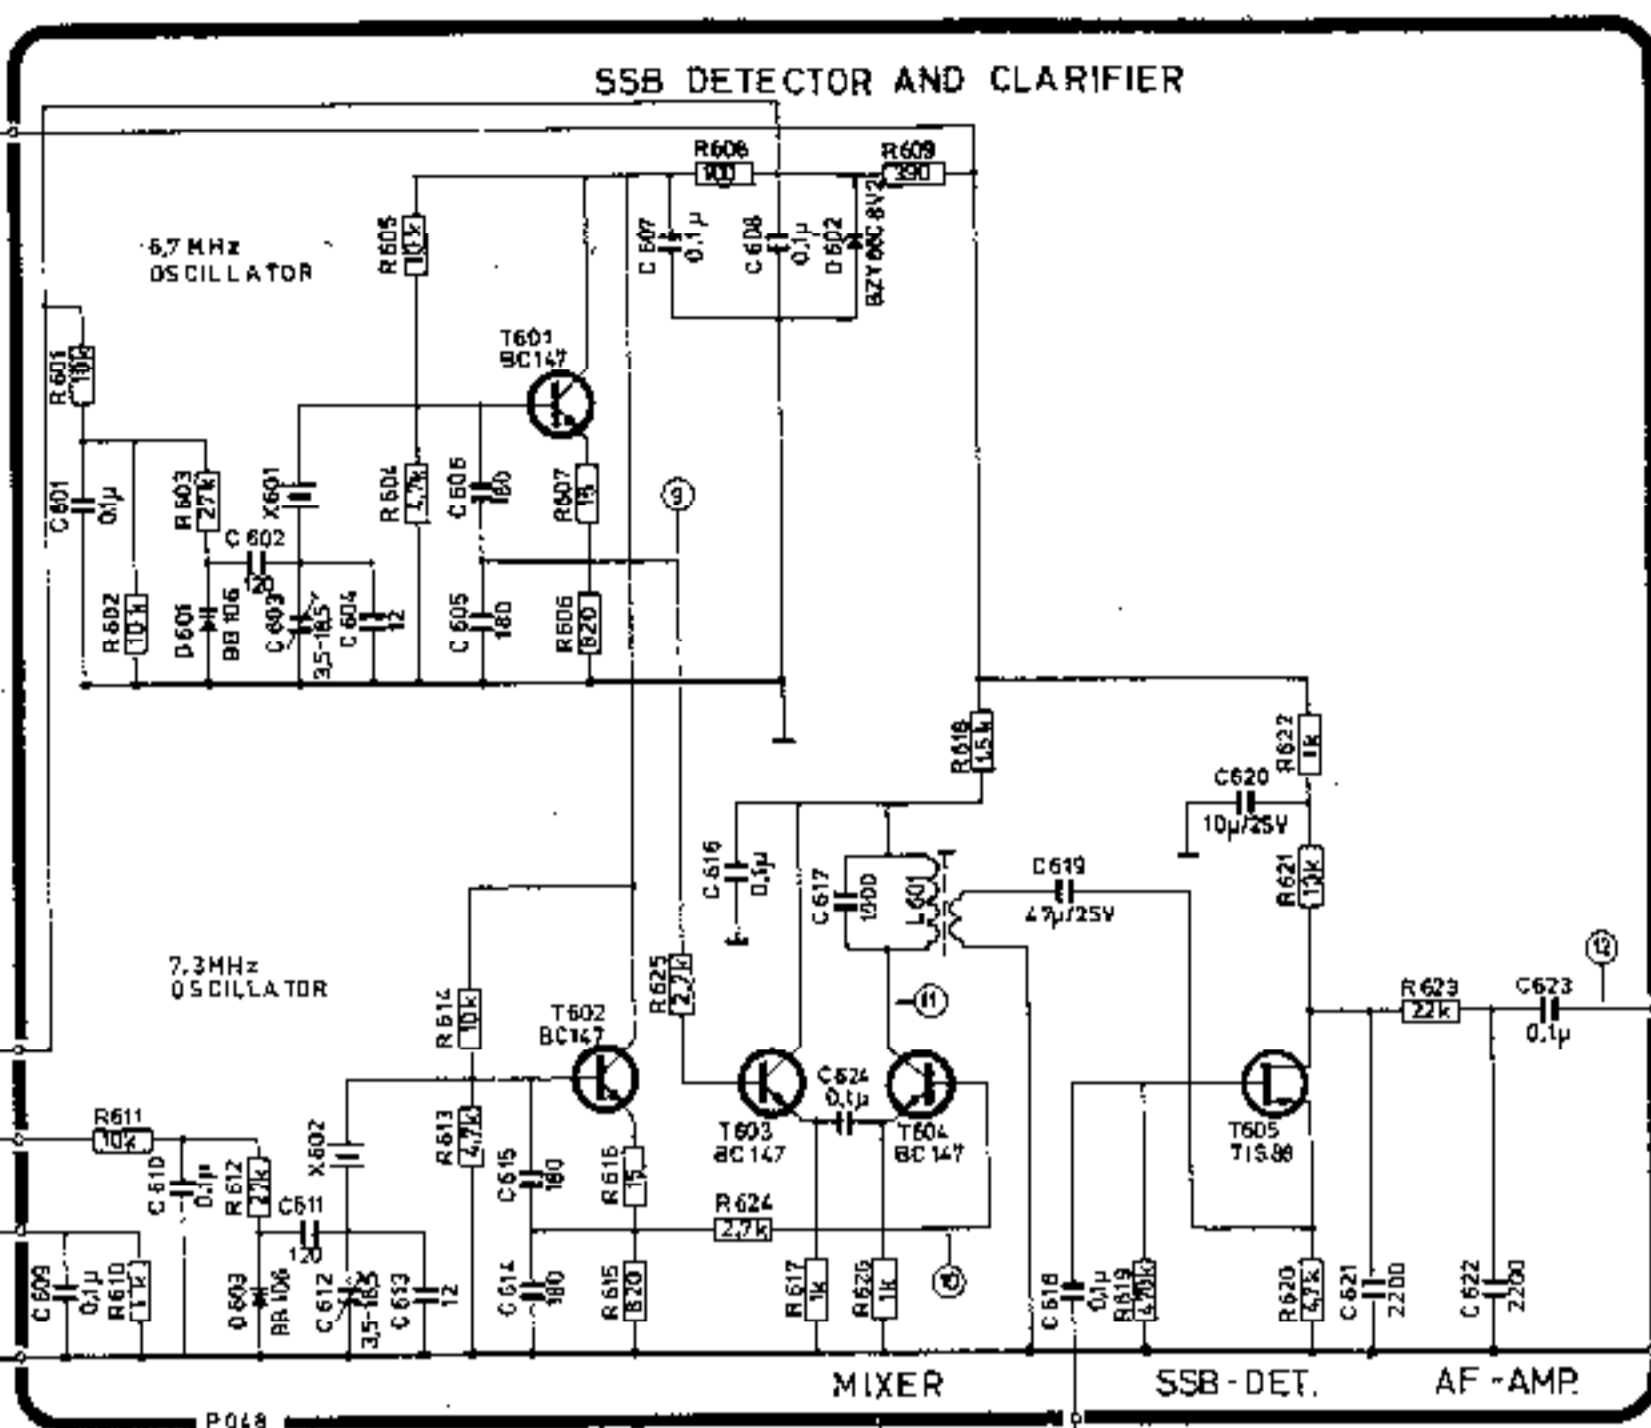 SSB DETECTOR AND CLARIFIER
R608
100
R609
390
R605
10k
C607
0.1µ
C608
0.1µ
D602
6,7 MHz
OSCILLATOR
T601
BC147
R601
10k
C601
0.1µ
R603
27k
X601
R604
4,7k
C606
180
R607
15
9
C602
120
R602
10k
D601
BB106
C603
3,5-18,5
C604
12
C605
180
R606
820
R618
1,5k
R622
1k
C620
10µ/25V
R621
10k
C616
0,1µ
C617
1500
L601
C619
47µ/25V
12
7,3MHz
OSCILLATOR
R614
10k
R625
2,7k
T602
BC147
11
R623
22k
C623
0,1µ
C624
0,1µ
T603
BC147
T604
BC147
T605
TIS88
R611
10k
C610
0,1µ
R612
27k
X602
R613
4,7k
C615
180
R616
15
C611
120
R624
2,7k
10
C609
0,1µ
R610
D603
BB106
C612
3,5-18,5
C613
12
C614
180
R615
820
R617
1k
R626
1k
C618
0,1µ
R619
470k
R620
4,7k
C621
2200
C622
2200
MIXER
SSB-DET.
AF-AMP.
P048